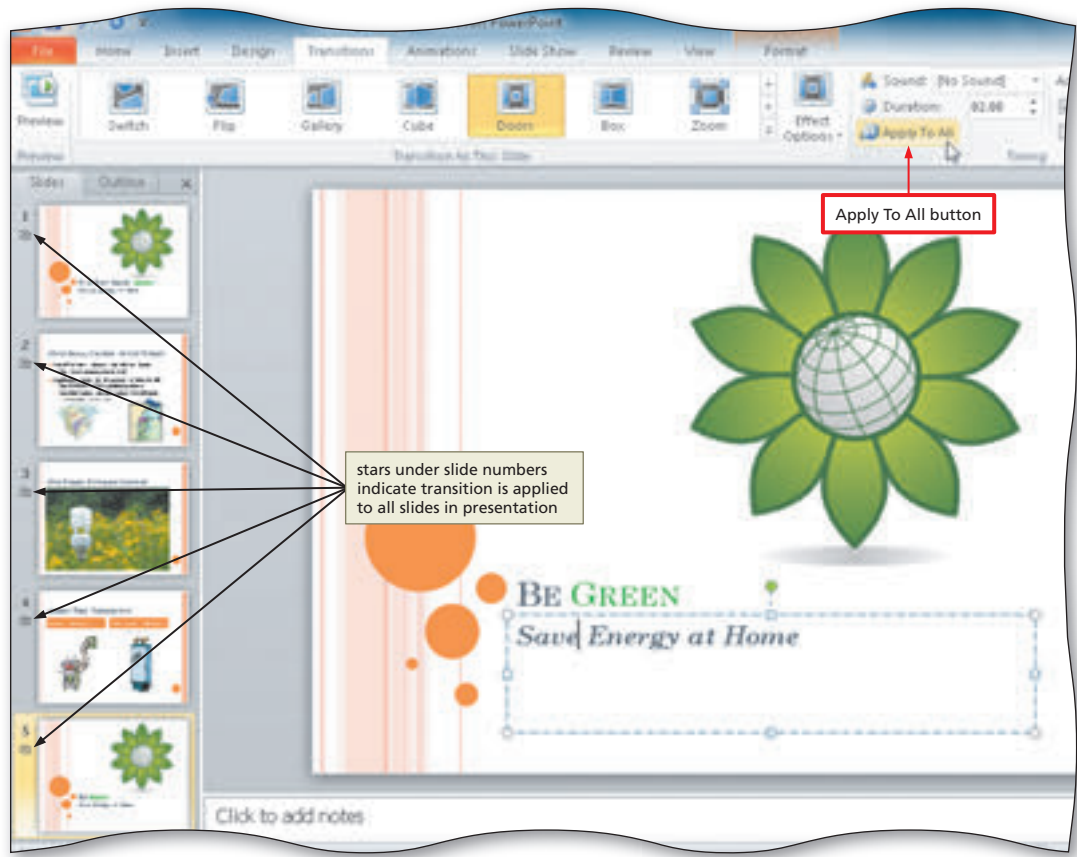 PowerPoint
File Home Insert Design Transitions Animations Slide Show Review View Format
Preview
Switch Flip Gallery Cube Doors Box Zoom
Effect Options
Sound: [No Sound]
Duration: 02.00
Apply To All
Preview
Transition to This Slide
Timing
Apply To All button
Slides Outline
1
2
3
4
5
stars under slide numbers
indicate transition is applied
to all slides in presentation
BE GREEN
Save Energy at Home
Click to add notes